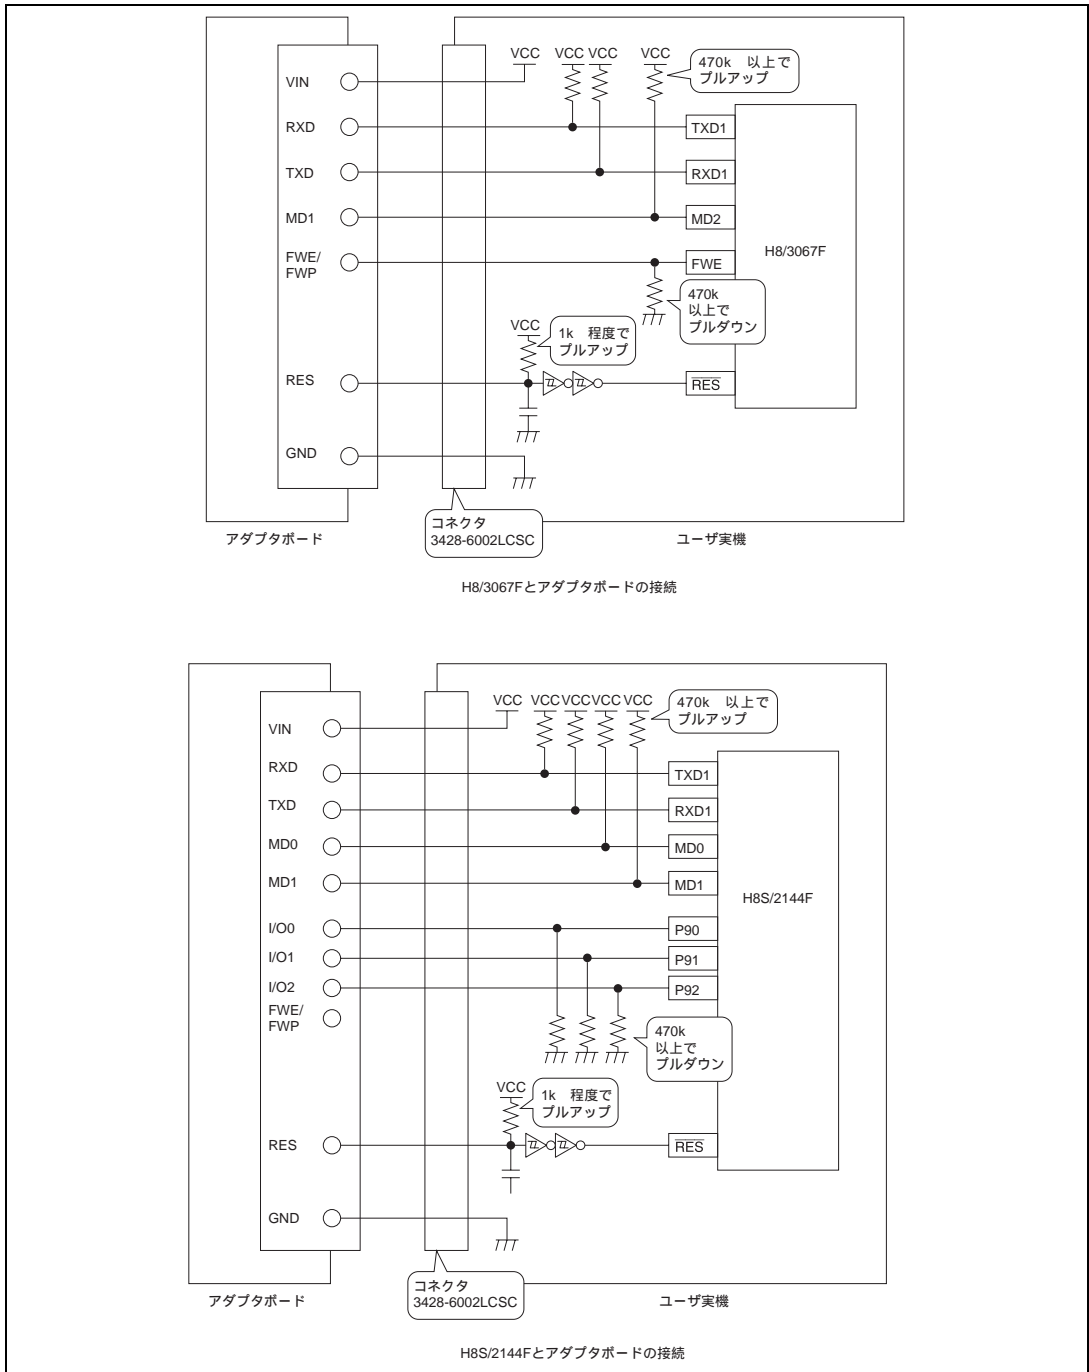 VCC
VCC VCC
VCC
470k 以上で
プルアップ
VIN
RXD
TXD1
TXD
RXD1
MD1
MD2
H8/3067F
FWE/
FWP
FWE
470k
以上で
プルダウン
VCC
1k 程度で
プルアップ
RES
RES
GND
コネクタ
3428-6002LCSC
アダプタボード
ユーザ実機
H8/3067Fとアダプタボードの接続
VCC
VCC
VCC
VCC
VCC
470k 以上で
プルアップ
VIN
RXD
TXD1
TXD
RXD1
MD0
MD0
MD1
MD1
H8S/2144F
I/O0
P90
I/O1
P91
I/O2
P92
FWE/
FWP
470k
以上で
プルダウン
VCC
1k 程度で
プルアップ
RES
RES
GND
コネクタ
3428-6002LCSC
アダプタボード
ユーザ実機
H8S/2144Fとアダプタボードの接続